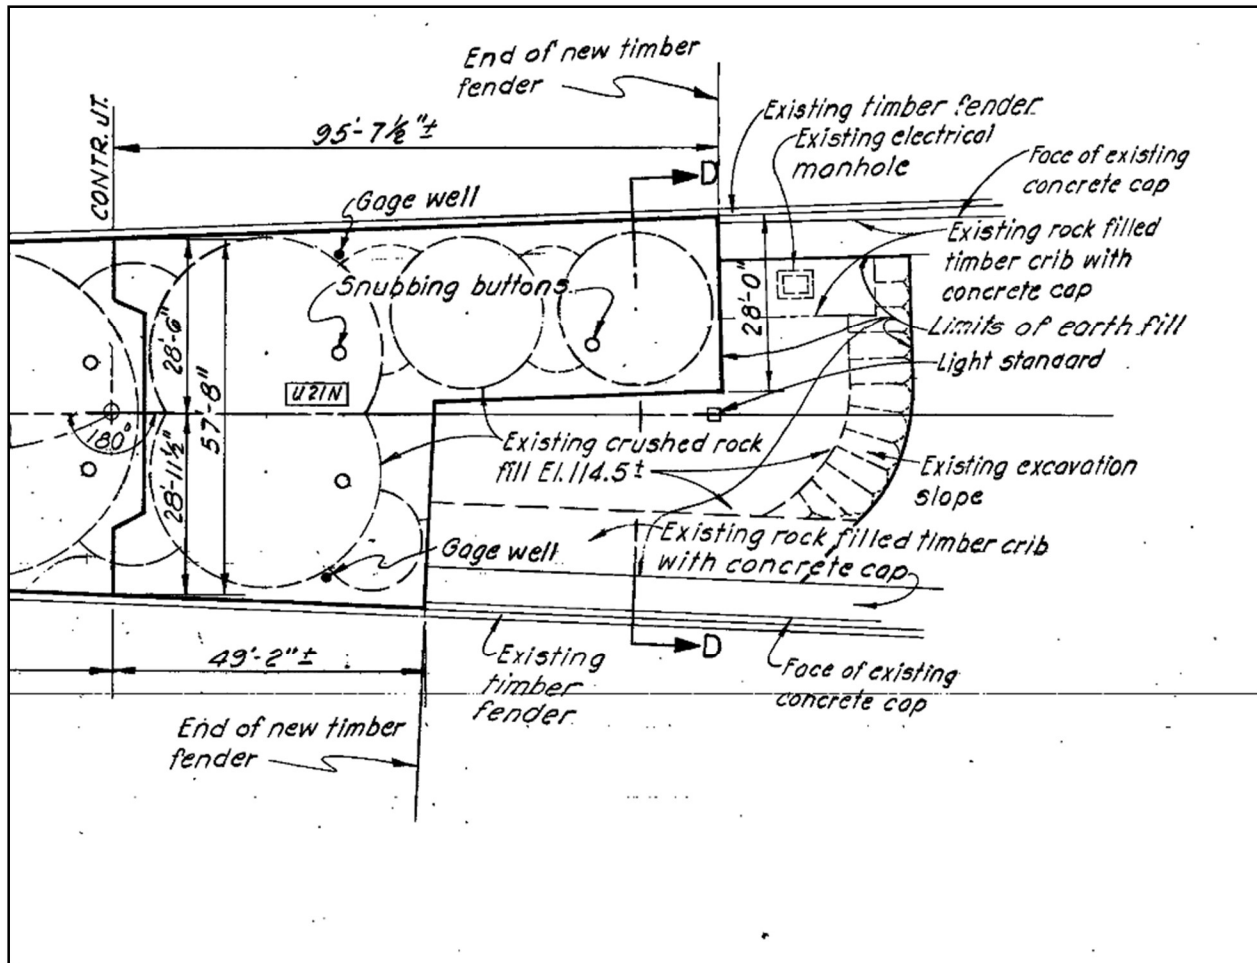 End of new timber
fender
CONTR. JT.
95'-7½"±
Existing timber fender
Existing electrical
manhole
Face of existing
concrete cap
D
Gage well
Existing rock filled
timber crib with
concrete cap
Snubbing buttons
28'-6"
28'-0"
Limits of earth fill
Light standard
57'-8"
U21N
180°
28'-11½"
Existing crushed rock
fill El. 114.5±
Existing excavation
slope
Existing rock filled timber crib
with concrete cap
Gage well
D
49'-2"±
Existing
timber
fender
Face of existing
concrete cap
End of new timber
fender